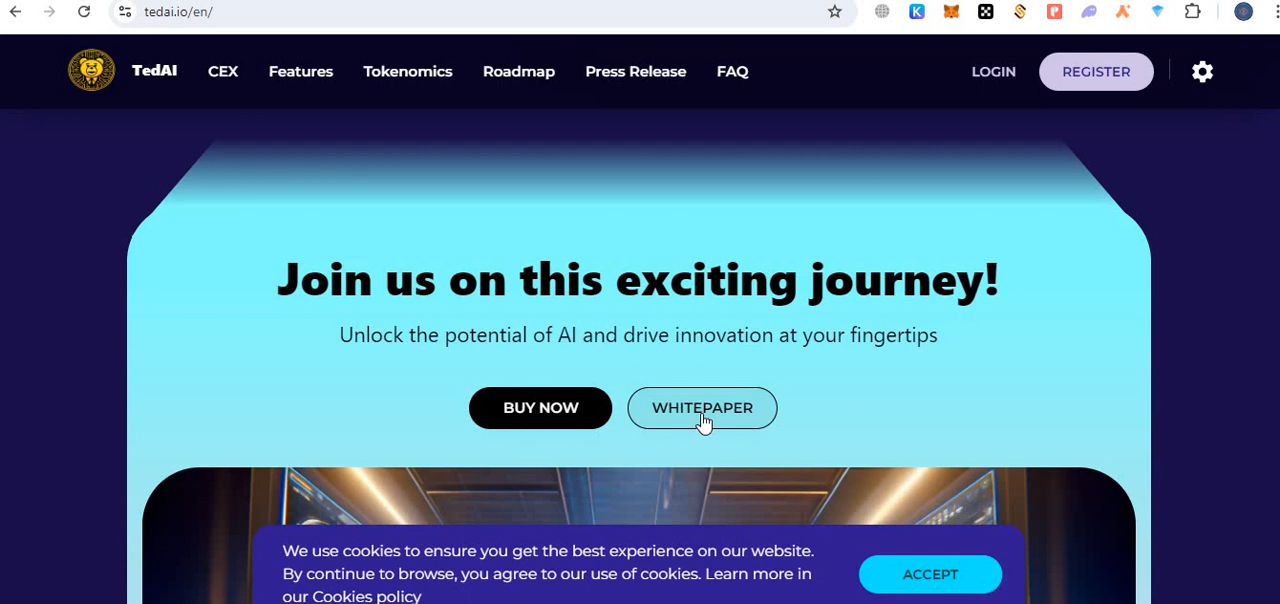 tedai.io/en/
TedAI CEX Features Tokenomics Roadmap Press Release FAQ LOGIN REGISTER
Join us on this exciting journey!
Unlock the potential of AI and drive innovation at your fingertips
BUY NOW WHITEPAPER
We use cookies to ensure you get the best experience on our website.
By continue to browse, you agree to our use of cookies. Learn more in
our Cookies policy
ACCEPT